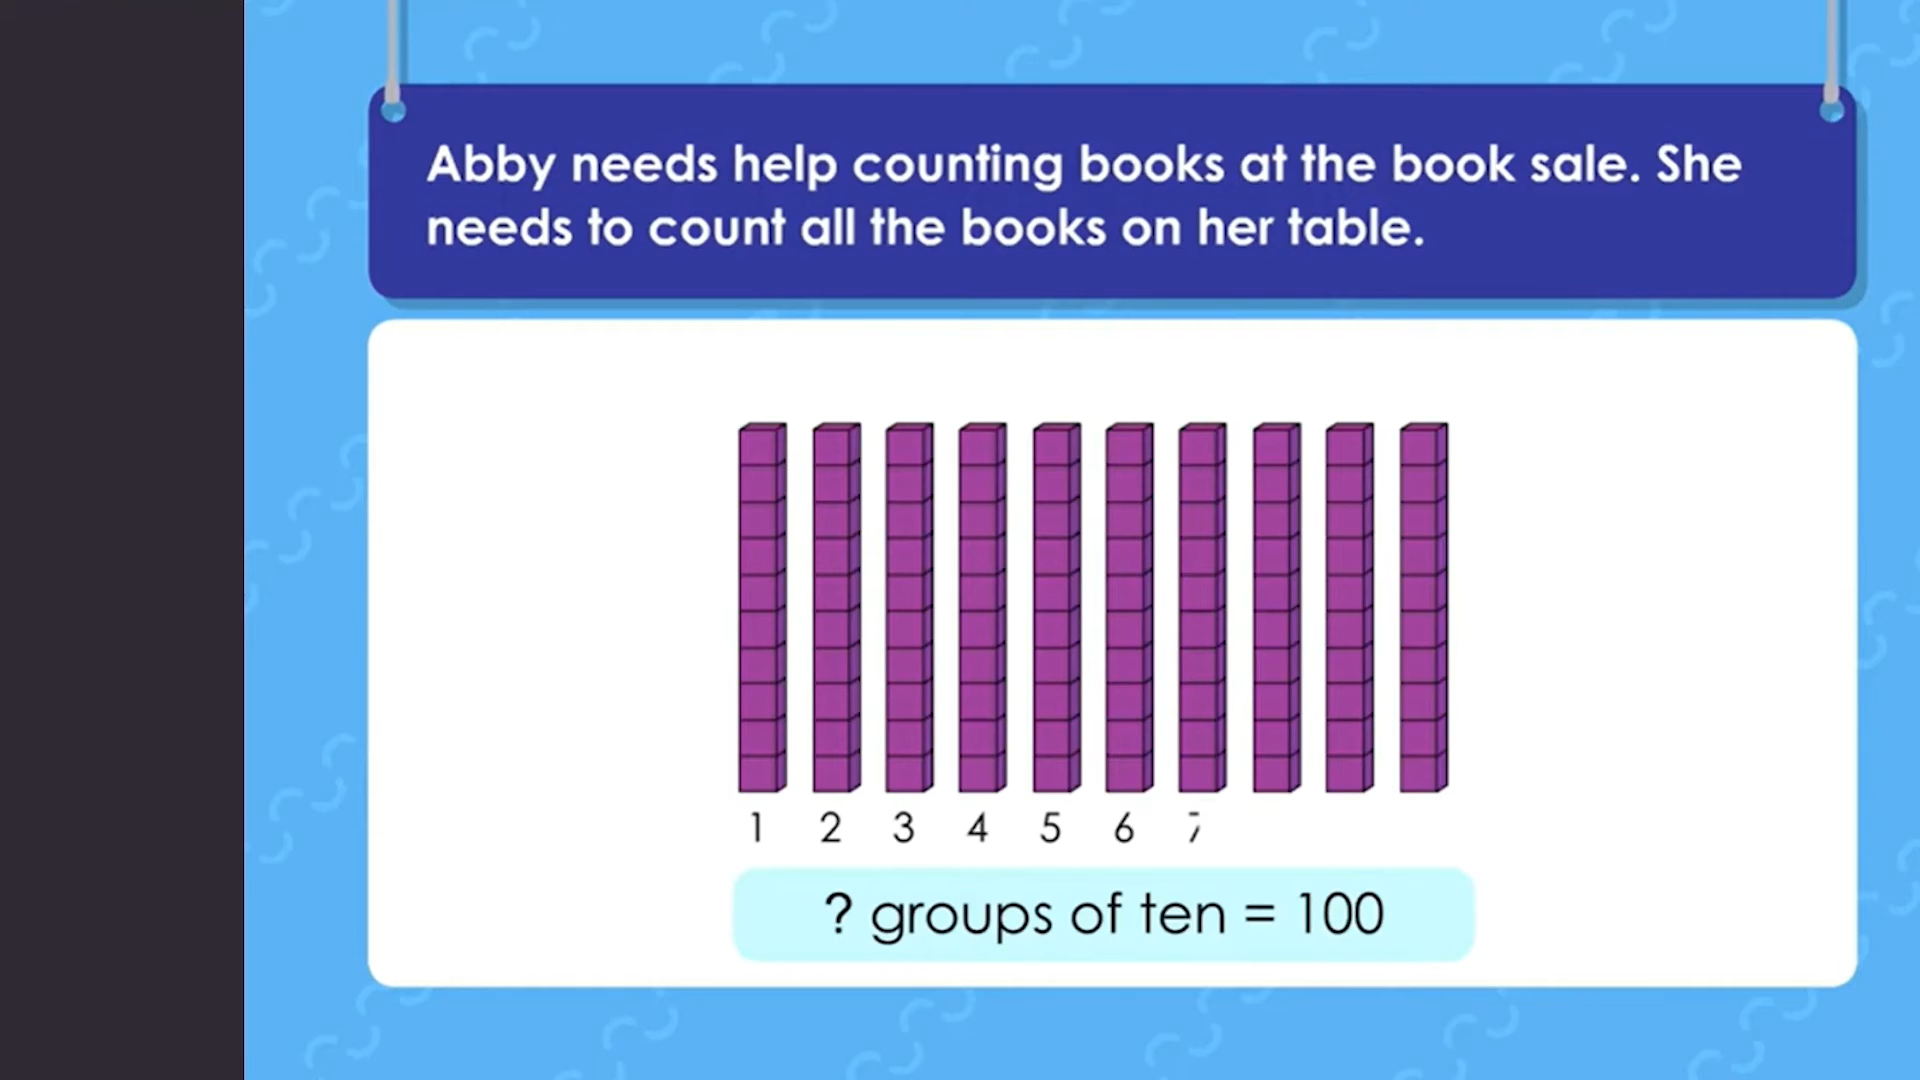 Abby needs help counting books at the book sale. She
needs to count all the books on her table.
1 2 3 4 5 6 7
? groups of ten = 100